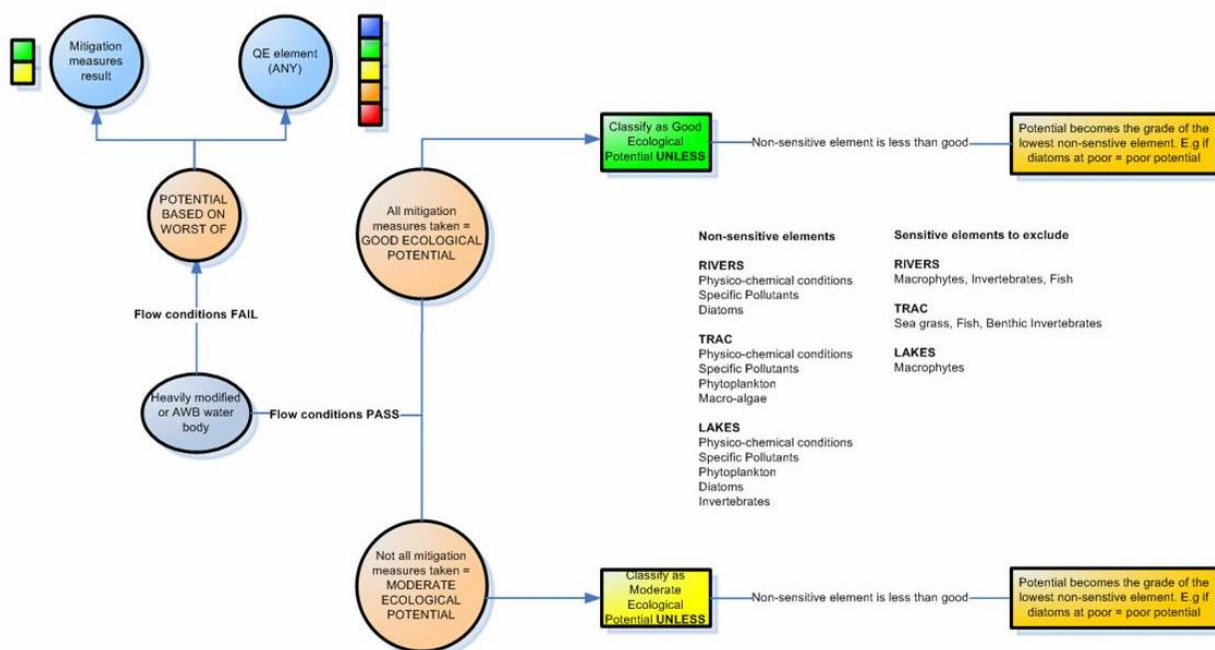 Mitigation
measures
result
QE element
(ANY)
POTENTIAL
BASED ON
WORST OF
Flow conditions FAIL
Heavily modified
or AWB water
body
Flow conditions PASS
All mitigation
measures taken =
GOOD ECOLOGICAL
POTENTIAL
Classify as Good
Ecological
Potential UNLESS
Non-sensitive element is less than good
Potential becomes the grade of the
lowest non-senstive element. E.g if
diatoms at poor = poor potential
Non-sensitive elements
RIVERS
Physico-chemical conditions
Specific Pollutants
Diatoms
TRAC
Physico-chemical conditions
Specific Pollutants
Phytoplankton
Macro-algae
LAKES
Physico-chemical conditions
Specific Pollutants
Phytoplankton
Diatoms
Invertebrates
Sensitive elements to exclude
RIVERS
Macrophytes, Invertebrates, Fish
TRAC
Sea grass, Fish, Benthic Invertebrates
LAKES
Macrophytes
Not all mitigation
measures taken =
MODERATE
ECOLOGICAL
POTENTIAL
Classify as
Moderate
Ecological
Potential UNLESS
Non-sensitive element is less than good
Potential becomes the grade of the
lowest non-senstive element. E.g if
diatoms at poor = poor potential